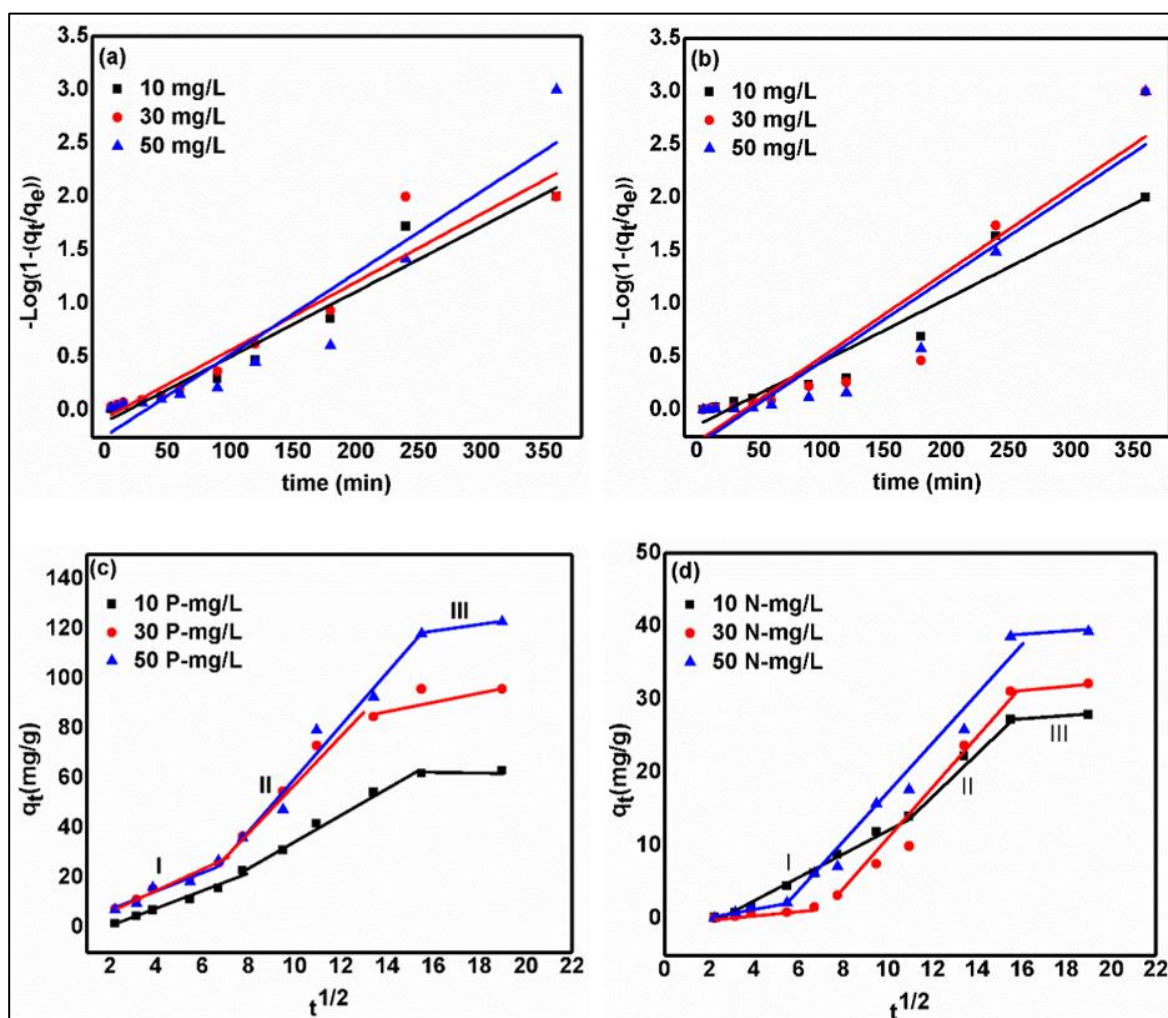 (a)
10 mg/L
30 mg/L
50 mg/L
-Log(1-(qt/qe))
3.5
3.0
2.5
2.0
1.5
1.0
0.5
0.0
0 50 100 150 200 250 300 350
time (min)
(b)
10 mg/L
30 mg/L
50 mg/L
-Log(1-(qt/qe))
3.5
3.0
2.5
2.0
1.5
1.0
0.5
0.0
0 50 100 150 200 250 300 350
time (min)
(c)
10 P-mg/L
30 P-mg/L
50 P-mg/L
I
II
III
qt(mg/g)
140
120
100
80
60
40
20
0
2 4 6 8 10 12 14 16 18 20 22
t1/2
(d)
10 N-mg/L
30 N-mg/L
50 N-mg/L
I
II
III
qt(mg/g)
50
40
30
20
10
0
0 2 4 6 8 10 12 14 16 18 20 22
t1/2